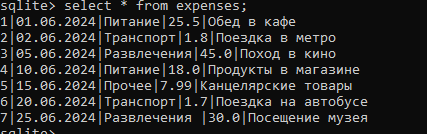 sqlite> select * from expenses;
1|01.06.2024|Питание|25.5|Обед в кафе
2|02.06.2024|Транспорт|1.8|Поездка в метро
3|05.06.2024|Развлечения|45.0|Поход в кино
4|10.06.2024|Питание|18.0|Продукты в магазине
5|15.06.2024|Прочее|7.99|Канцелярские товары
6|20.06.2024|Транспорт|1.7|Поездка на автобусе
7|25.06.2024|Развлечения |30.0|Посещение музея
sqlite>